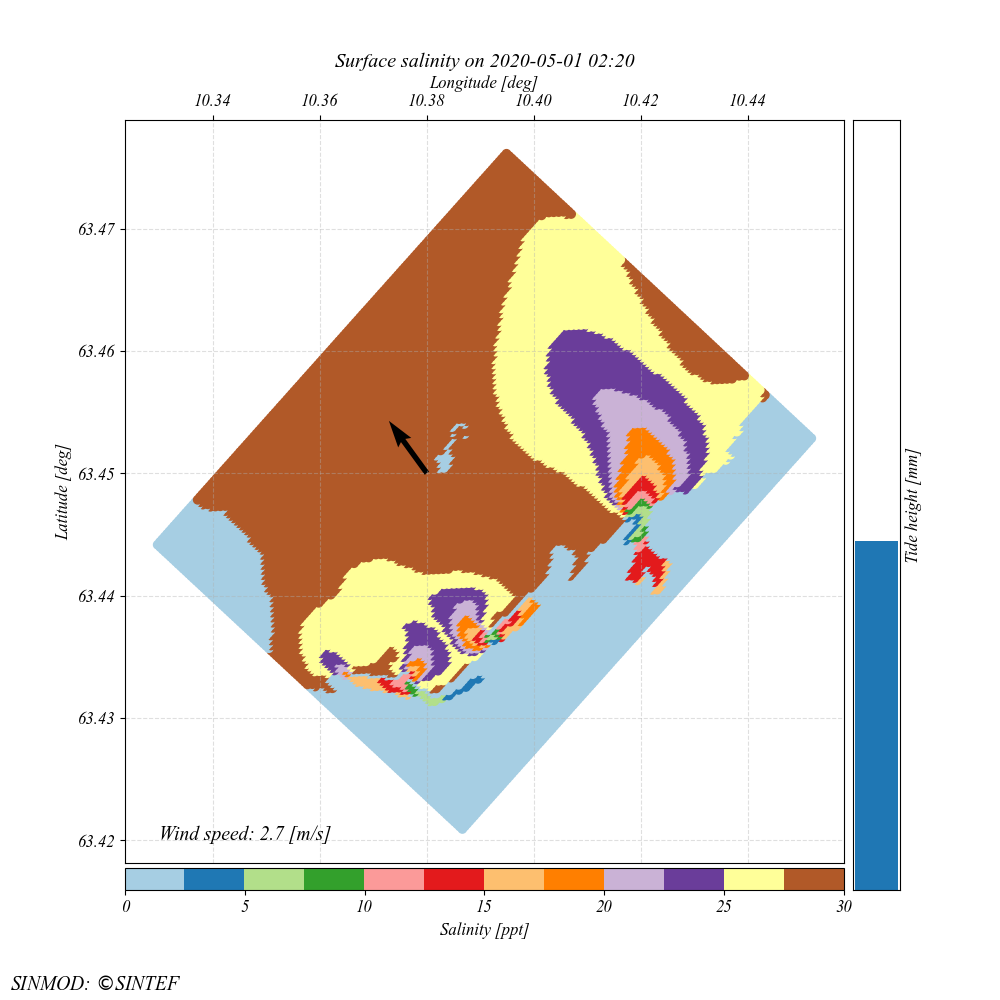 Surface salinity on 2020-05-01 02:20
Longitude [deg]
10.34 10.36 10.38 10.40 10.42 10.44
63.47
63.46
63.45
63.44
63.43
63.42
Latitude [deg]
Tide height [mm]
Wind speed: 2.7 [m/s]
0 5 10 15 20 25 30
Salinity [ppt]
SINMOD: ©SINTEF